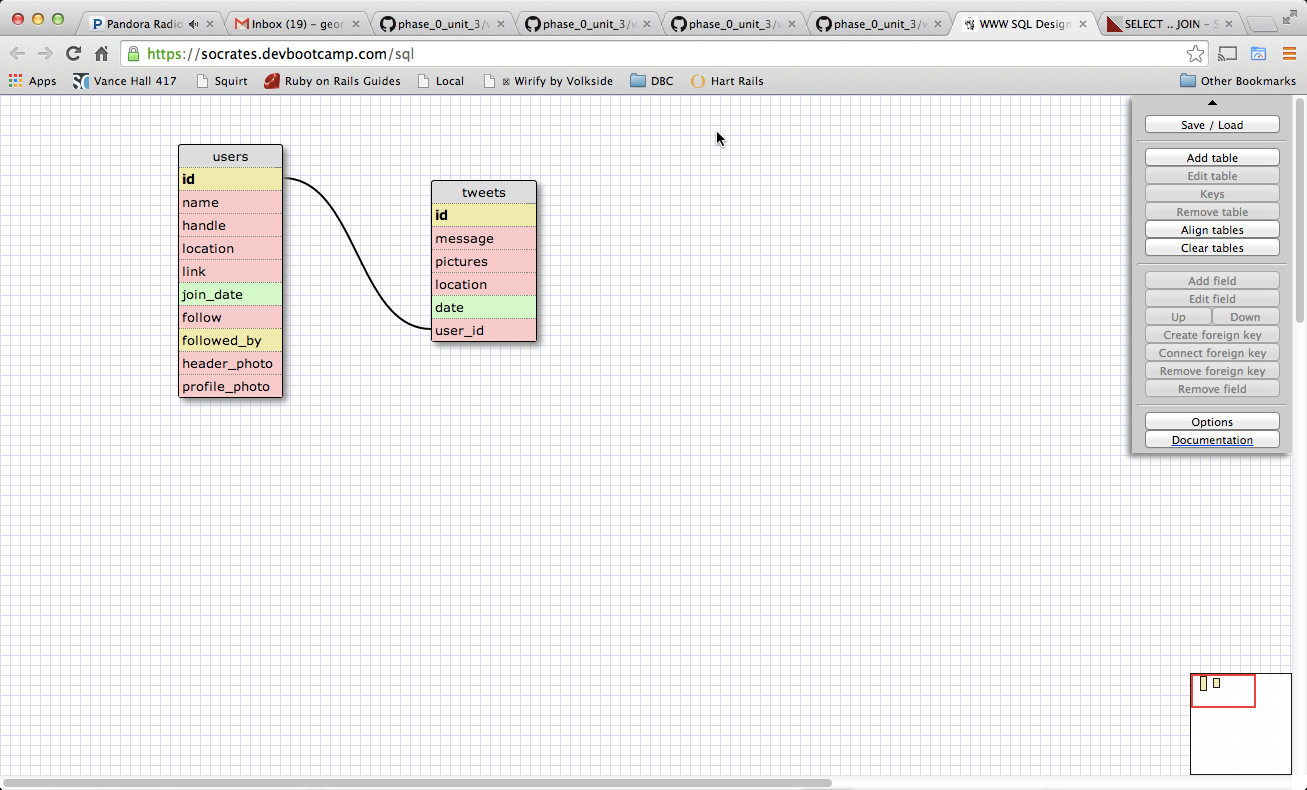 Pandora Radio
Inbox (19) – geor
phase_0_unit_3/w
phase_0_unit_3/w
phase_0_unit_3/w
phase_0_unit_3/w
WWW SQL Design
SELECT .. JOIN – S
https://socrates.devbootcamp.com/sql
Apps
Vance Hall 417
Squirt
Ruby on Rails Guides
Local
Wirify by Volkside
DBC
Hart Rails
Other Bookmarks
users
id
name
handle
location
link
join_date
follow
followed_by
header_photo
profile_photo
tweets
id
message
pictures
location
date
user_id
Save / Load
Add table
Edit table
Keys
Remove table
Align tables
Clear tables
Add field
Edit field
Up Down
Create foreign key
Connect foreign key
Remove foreign key
Remove field
Options
Documentation